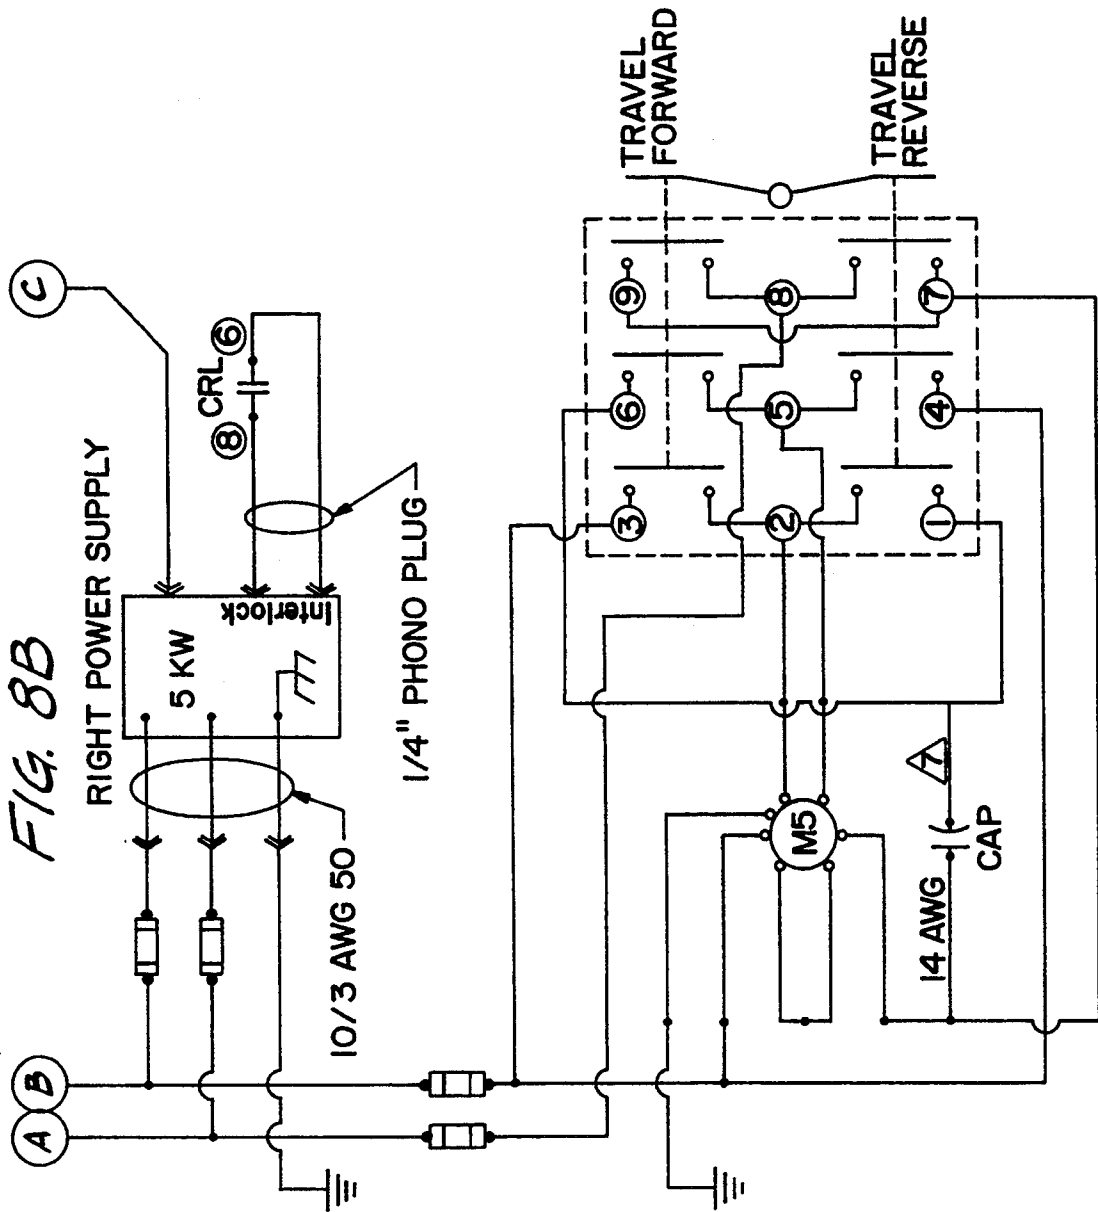 FIG. 8B
RIGHT POWER SUPPLY
5 KW
Interlock
C
CRL
8
6
1/4" PHONO PLUG
10/3 AWG 50
A
B
TRAVEL
FORWARD
TRAVEL
REVERSE
3
6
9
2
5
8
1
4
7
M5
7
14 AWG
CAP